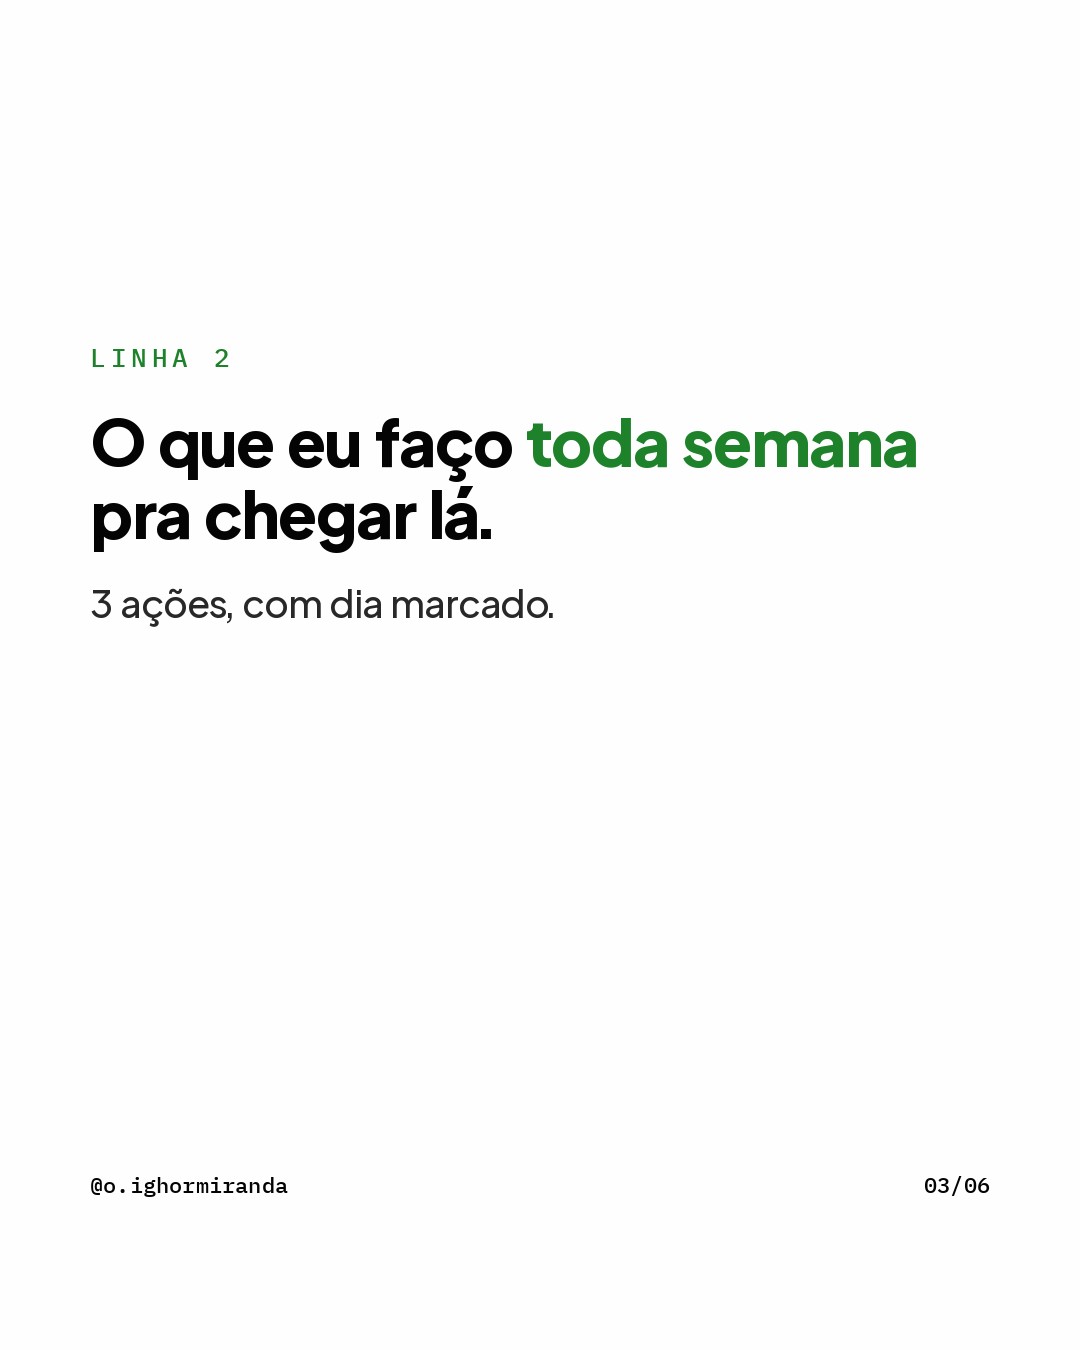 LINHA 2
O que eu faço toda semana
pra chegar lá.
3 ações, com dia marcado.
@o.ighormiranda
03/06